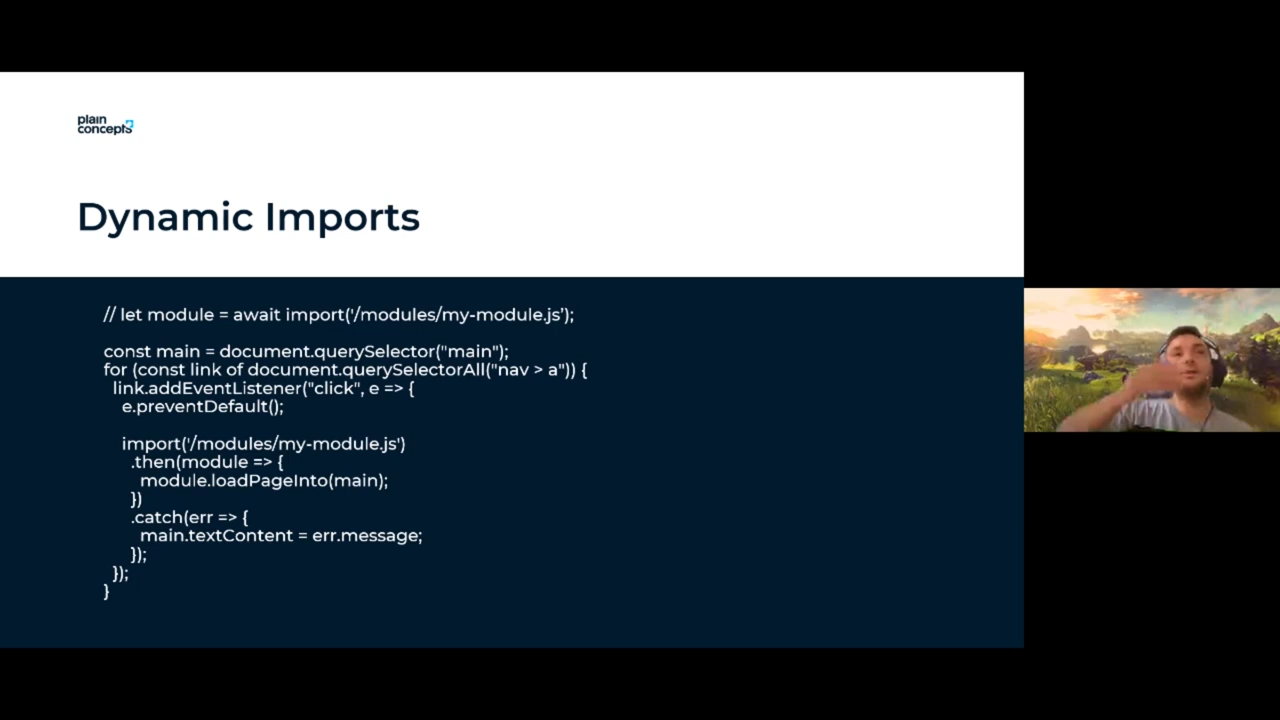 plain
concepts
Dynamic Imports
// let module = await import('/modules/my-module.js');
const main = document.querySelector("main");
for (const link of document.querySelectorAll("nav > a")) {
link.addEventListener("click", e => {
e.preventDefault();
import('/modules/my-module.js')
.then(module => {
module.loadPageInto(main);
})
.catch(err => {
main.textContent = err.message;
});
});
}